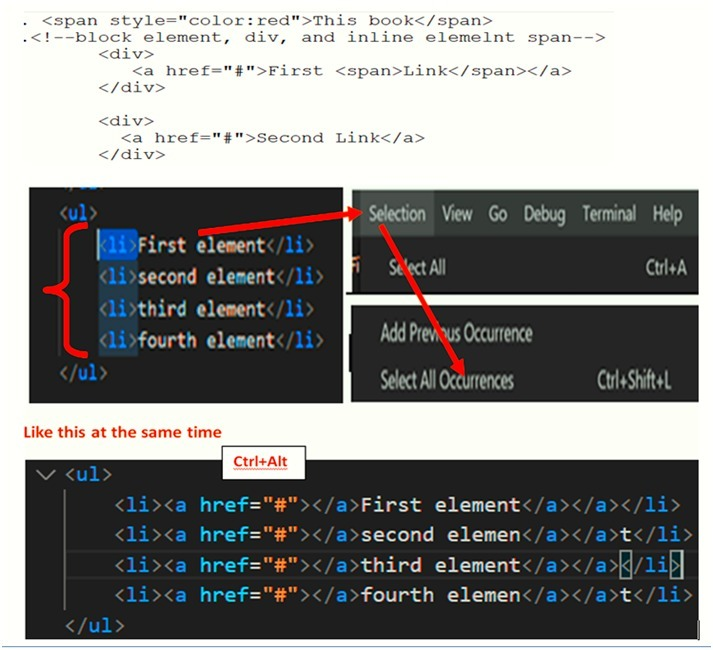 . <span style="color:red">This book</span>
.<!--block element, div, and inline elemelnt span-->
<div>
<a href="#">First <span>Link</span></a>
</div>
<div>
<a href="#">Second Link</a>
</div>
<ul>
<li>First element</li>
<li>second element</li>
<li>third element</li>
<li>fourth element</li>
</ul>
Selection View Go Debug Terminal Help
Select All Ctrl+A
Add Previous Occurrence
Select All Occurrences Ctrl+Shift+L
Like this at the same time
Ctrl+Alt
<ul>
<li><a href="#"></a>First element</a></a></li>
<li><a href="#"></a>second elemen</a></a>t</li>
<li><a href="#"></a>third element</a></a></li>
<li><a href="#"></a>fourth elemen</a></a>t</li>
</ul>